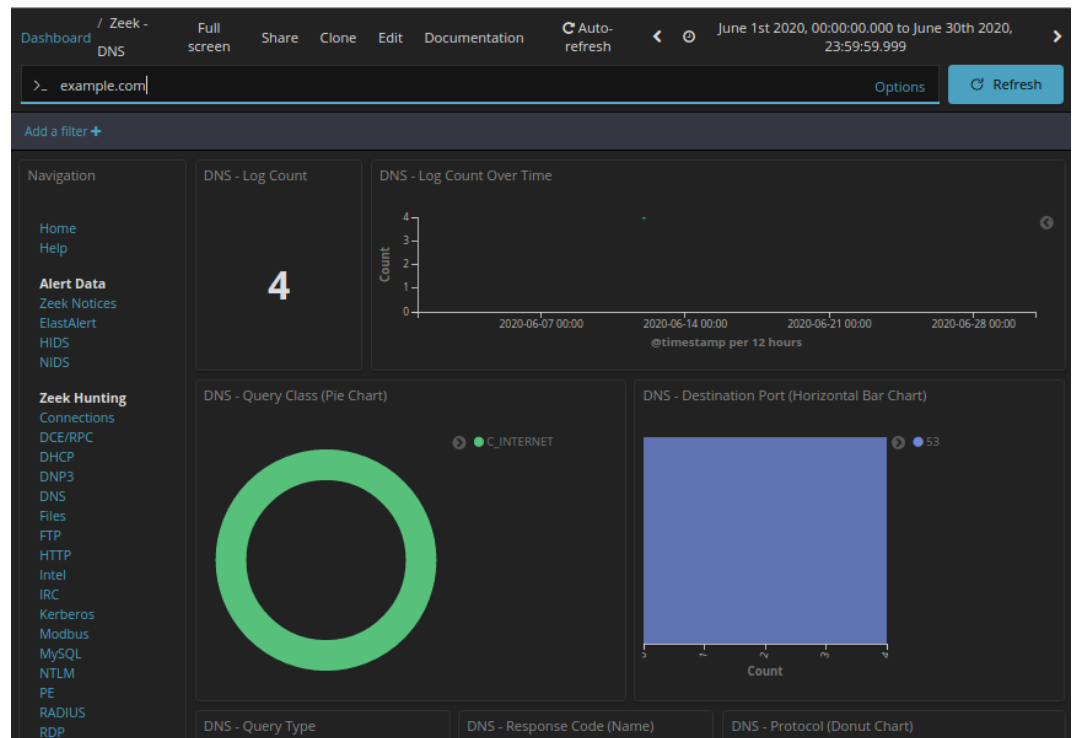 Dashboard / Zeek - DNS
Full screen
Share
Clone
Edit
Documentation
Auto-refresh
June 1st 2020, 00:00:00.000 to June 30th 2020, 23:59:59.999
>_ example.com
Options
Refresh
Add a filter +
Navigation
Home
Help
Alert Data
Zeek Notices
ElastAlert
HIDS
NIDS
Zeek Hunting
Connections
DCE/RPC
DHCP
DNP3
DNS
Files
FTP
HTTP
Intel
IRC
Kerberos
Modbus
MySQL
NTLM
PE
RADIUS
RDP
DNS - Log Count
4
DNS - Log Count Over Time
Count
4
3
2
1
0
2020-06-07 00:00
2020-06-14 00:00
2020-06-21 00:00
2020-06-28 00:00
@timestamp per 12 hours
DNS - Query Class (Pie Chart)
C_INTERNET
DNS - Destination Port (Horizontal Bar Chart)
53
0
1
2
3
4
Count
DNS - Query Type
DNS - Response Code (Name)
DNS - Protocol (Donut Chart)